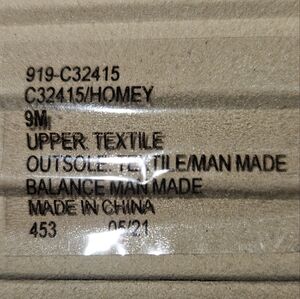 919-C32415
C32415/HOMEY
9M
UPPER: TEXTILE
OUTSOLE: TEXTILE/MAN MADE
BALANCE MAN MADE
MADE IN CHINA
453 05/21